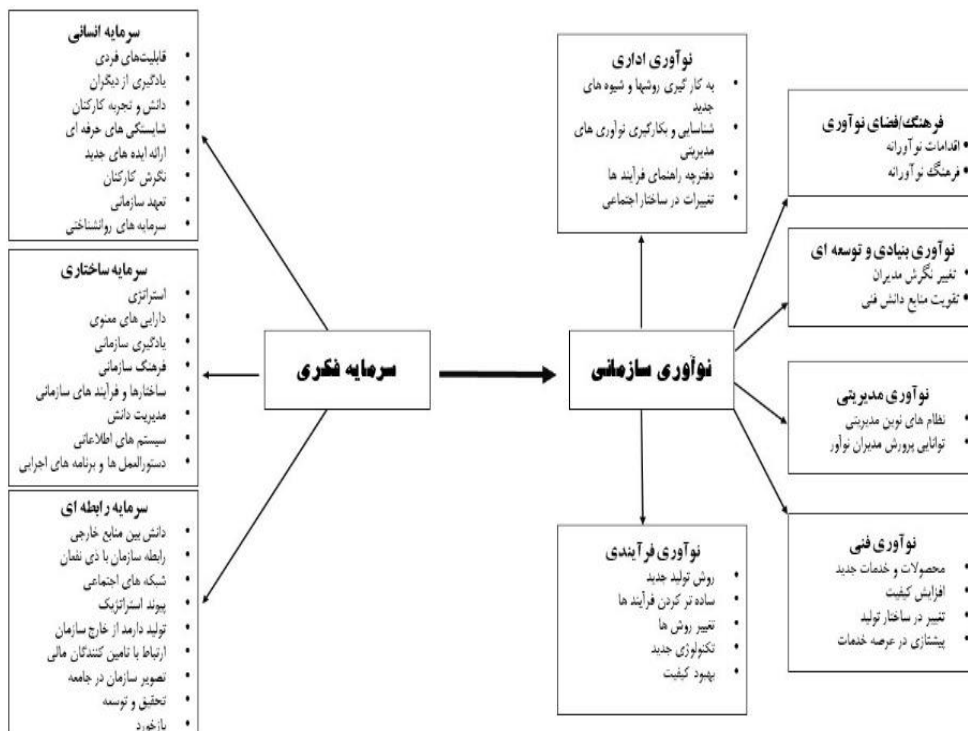 سرمایه انسانی
• قابلیت‌های فردی
• یادگیری از دیگران
• دانش و تجربه کارکنان
• شایستگی های حرفه ای
• ارائه ایده های جدید
• نگرش کارکنان
• تعهد سازمانی
• سرمایه های روانشناختی
سرمایه ساختاری
• استراتژی
• دارایی های معنوی
• یادگیری سازمانی
• فرهنگ سازمانی
• ساختارها و فرآیند های سازمانی
• مدیریت دانش
• سیستم های اطلاعاتی
• دستورالعمل ها و برنامه های اجرایی
سرمایه رابطه ای
• دانش بین منابع خارجی
• رابطه سازمان با ذی نفعان
• شبکه های اجتماعی
• پیوند استراتژیک
• تولید دارمد از خارج سازمان
• ارتباط با تامین کنندگان مالی
• تصویر سازمان در جامعه
• تحقیق و توسعه
• بازخورد
سرمایه فکری
نوآوری سازمانی
نوآوری اداری
• به کار گیری روشها و شیوه های
جدید
• شناسایی و بکارگیری نوآوری های
مدیریتی
• دفترچه راهنمای فرآیند ها
• تغییرات در ساختار اجتماعی
فرهنگ/فضای نوآوری
• اقدامات نوآورانه
• فرهنگ نوآورانه
نوآوری بنیادی و توسعه ای
• تغییر نگرش مدیران
• تقویت منابع دانش فنی
نوآوری مدیریتی
• نظام های نوین مدیریتی
• توانایی پرورش مدیران نوآور
نوآوری فنی
• محصولات و خدمات جدید
• افزایش کیفیت
• تغییر در ساختار تولید
• پیشتازی در عرصه خدمات
نوآوری فرآیندی
• روش تولید جدید
• ساده تر کردن فرآیند ها
• تغییر روش ها
• تکنولوژی جدید
• بهبود کیفیت